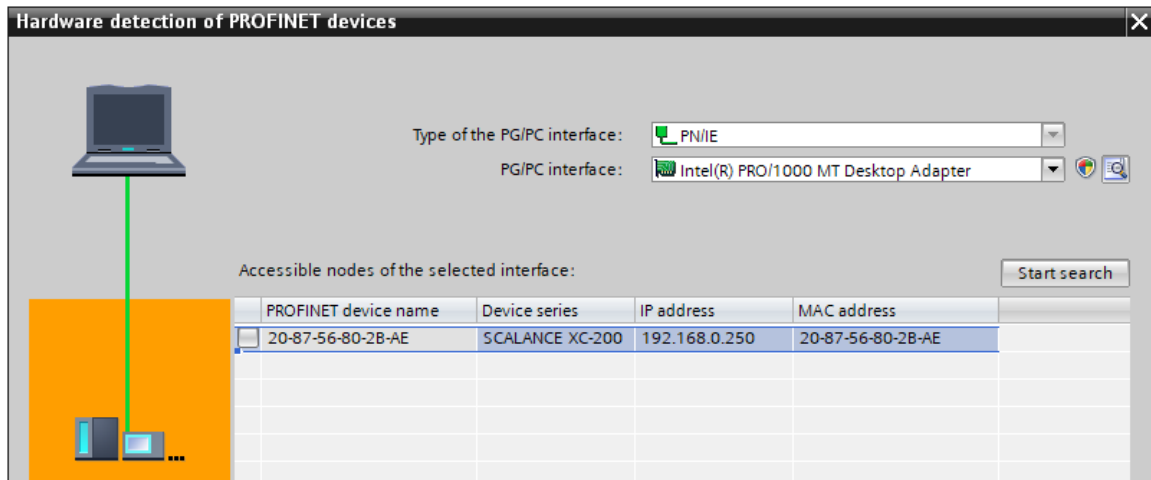 Hardware detection of PROFINET devices
Type of the PG/PC interface: PN/IE
PG/PC interface: Intel(R) PRO/1000 MT Desktop Adapter
Accessible nodes of the selected interface: Start search
PROFINET device name Device series IP address MAC address
20-87-56-80-2B-AE SCALANCE XC-200 192.168.0.250 20-87-56-80-2B-AE
...